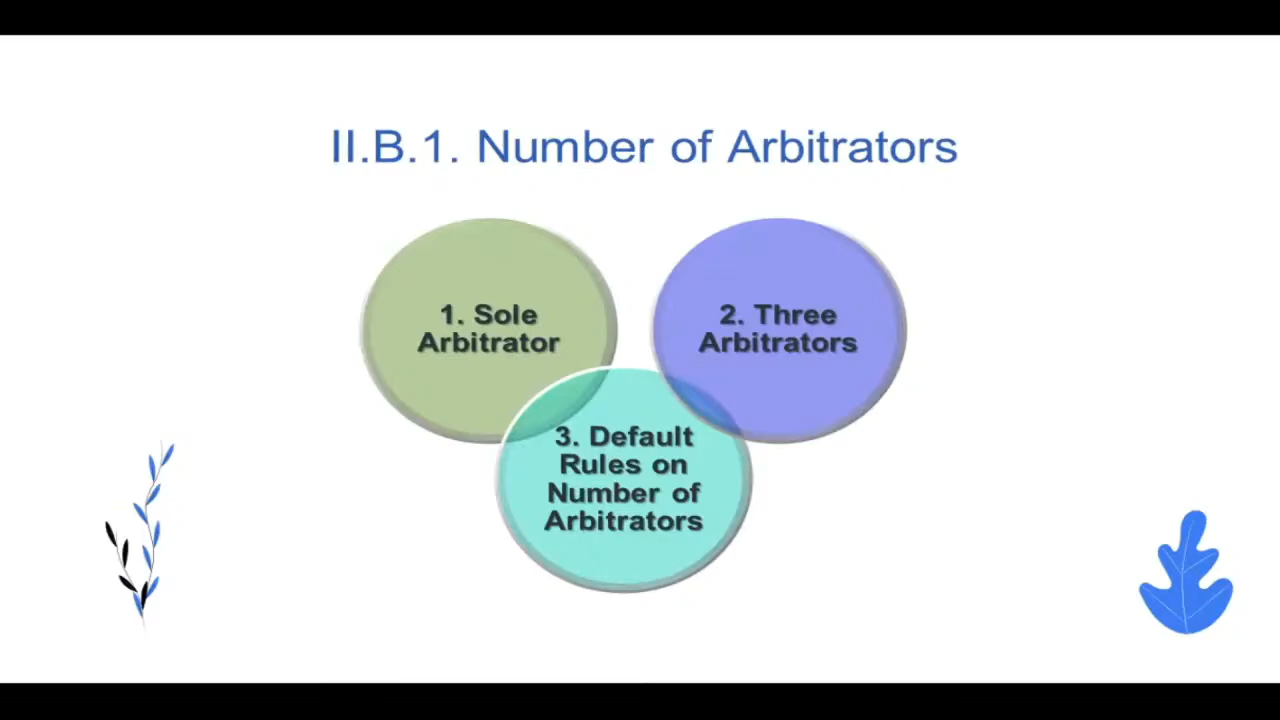 II.B.1. Number of Arbitrators
1. Sole
Arbitrator
2. Three
Arbitrators
3. Default
Rules on
Number of
Arbitrators